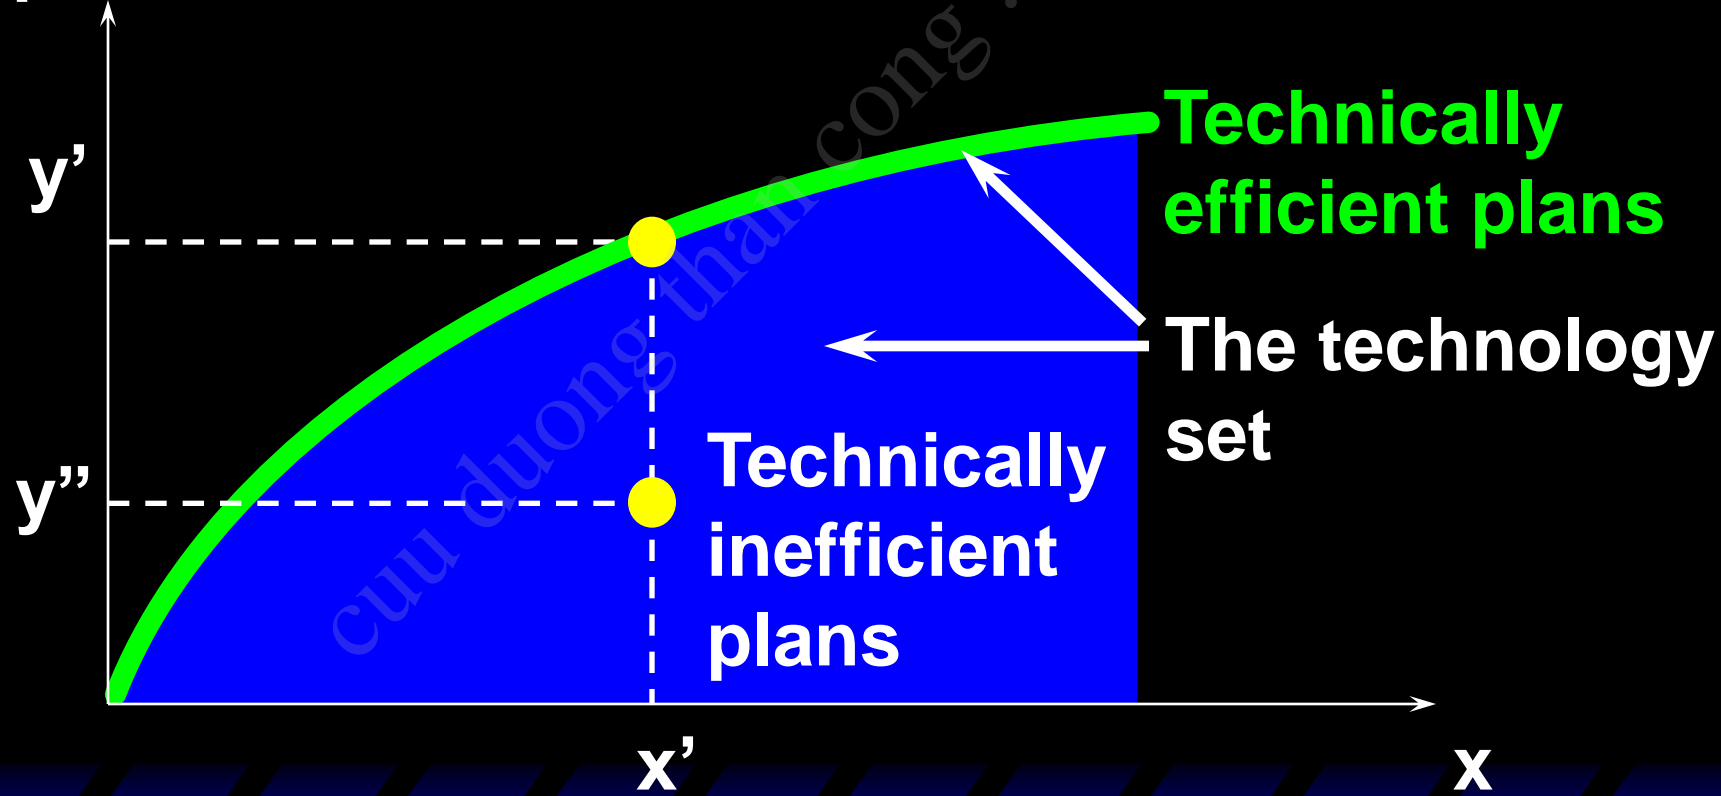 Technically
efficient plans
y’
The technology
set
Technically
inefficient
plans
y”
x’
x
cuu duong than cong .